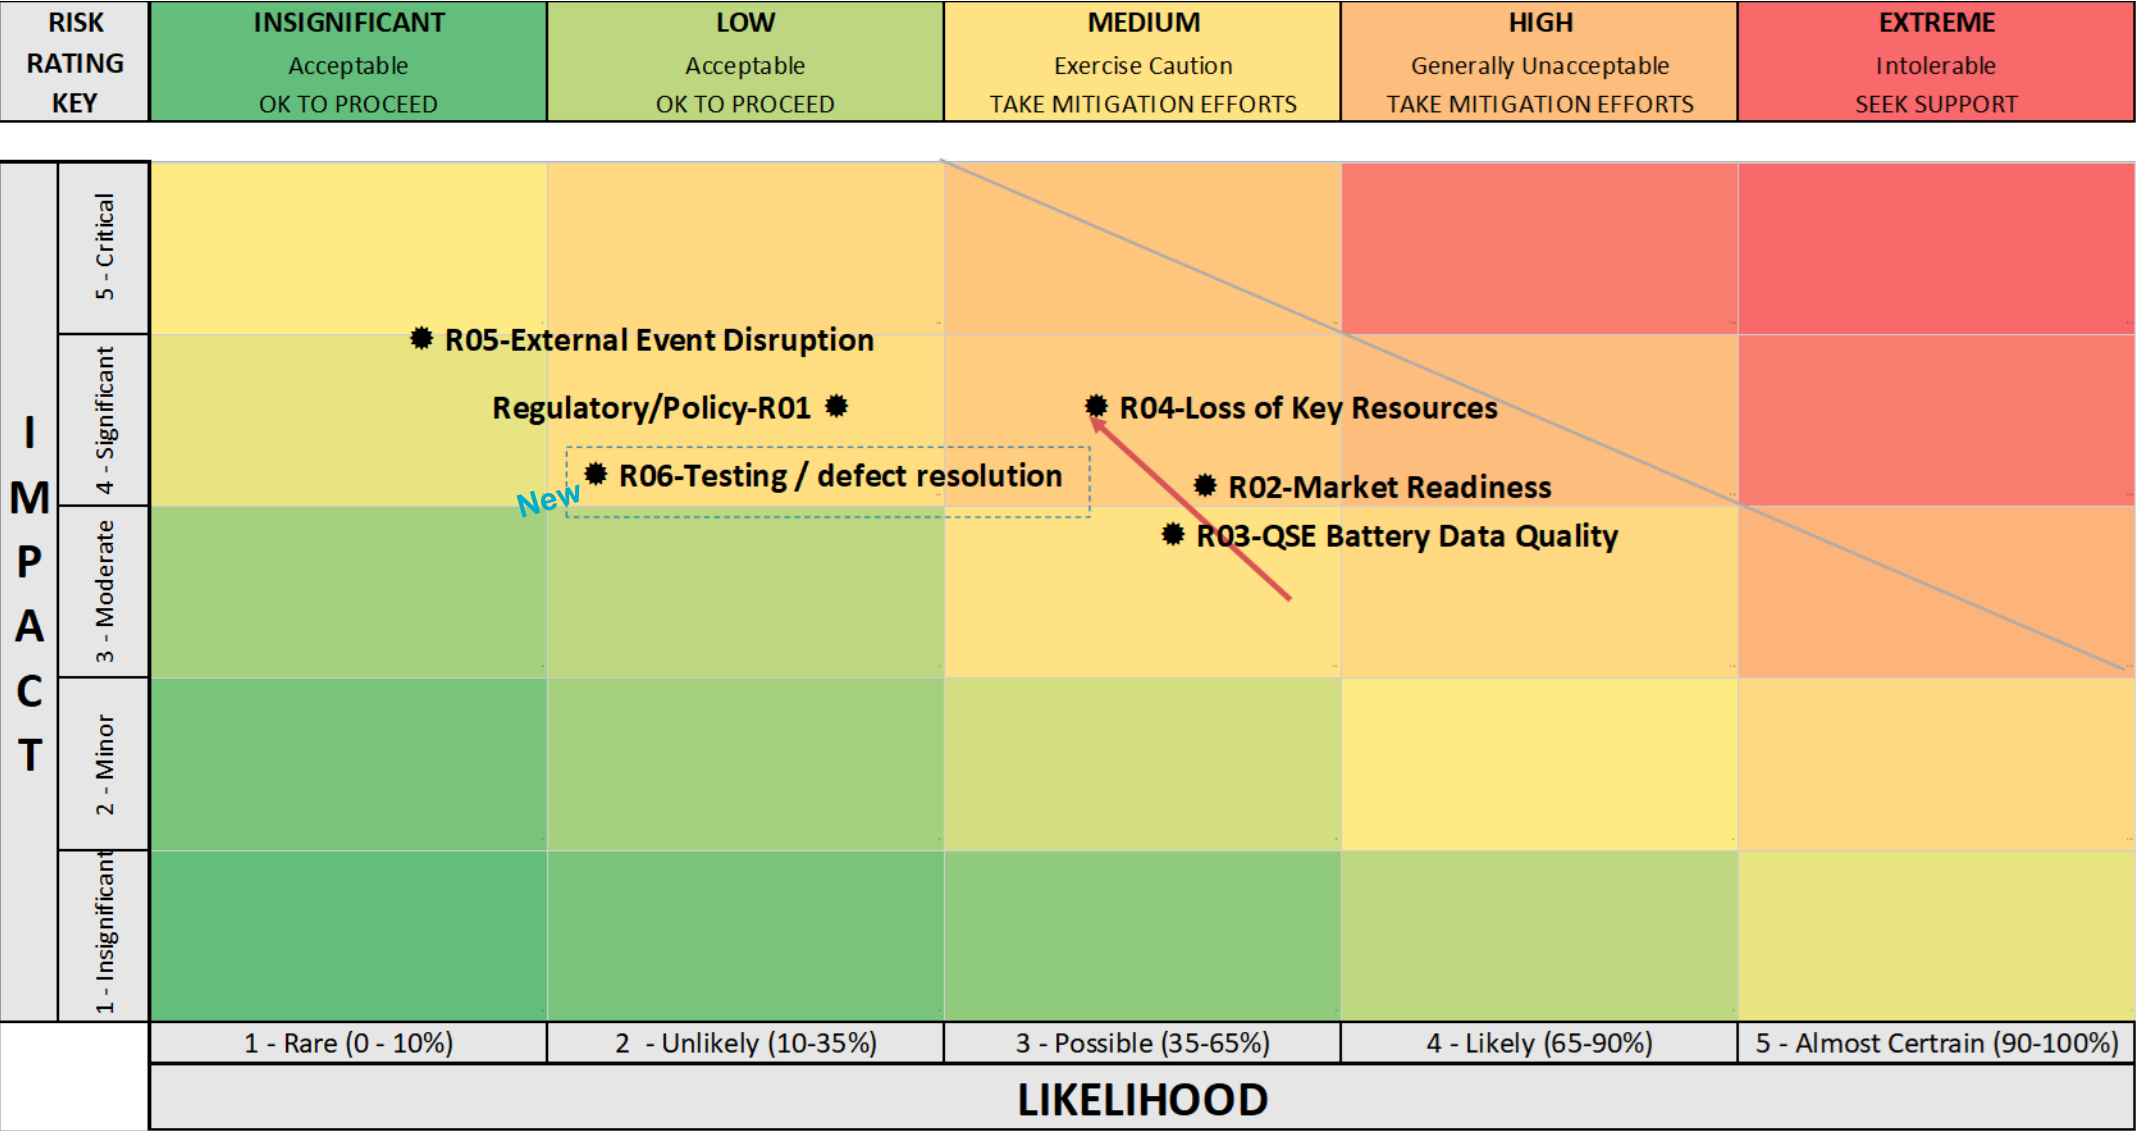 RISK
RATING
KEY
INSIGNIFICANT
Acceptable
OK TO PROCEED
LOW
Acceptable
OK TO PROCEED
MEDIUM
Exercise Caution
TAKE MITIGATION EFFORTS
HIGH
Generally Unacceptable
TAKE MITIGATION EFFORTS
EXTREME
Intolerable
SEEK SUPPORT
IMPACT
5 - Critical
4 - Significant
3 - Moderate
2 - Minor
1 - Insignificant
R05-External Event Disruption
Regulatory/Policy-R01
R04-Loss of Key Resources
R06-Testing / defect resolution
New
R02-Market Readiness
R03-QSE Battery Data Quality
1 - Rare (0 - 10%)
2 - Unlikely (10-35%)
3 - Possible (35-65%)
4 - Likely (65-90%)
5 - Almost Certrain (90-100%)
LIKELIHOOD